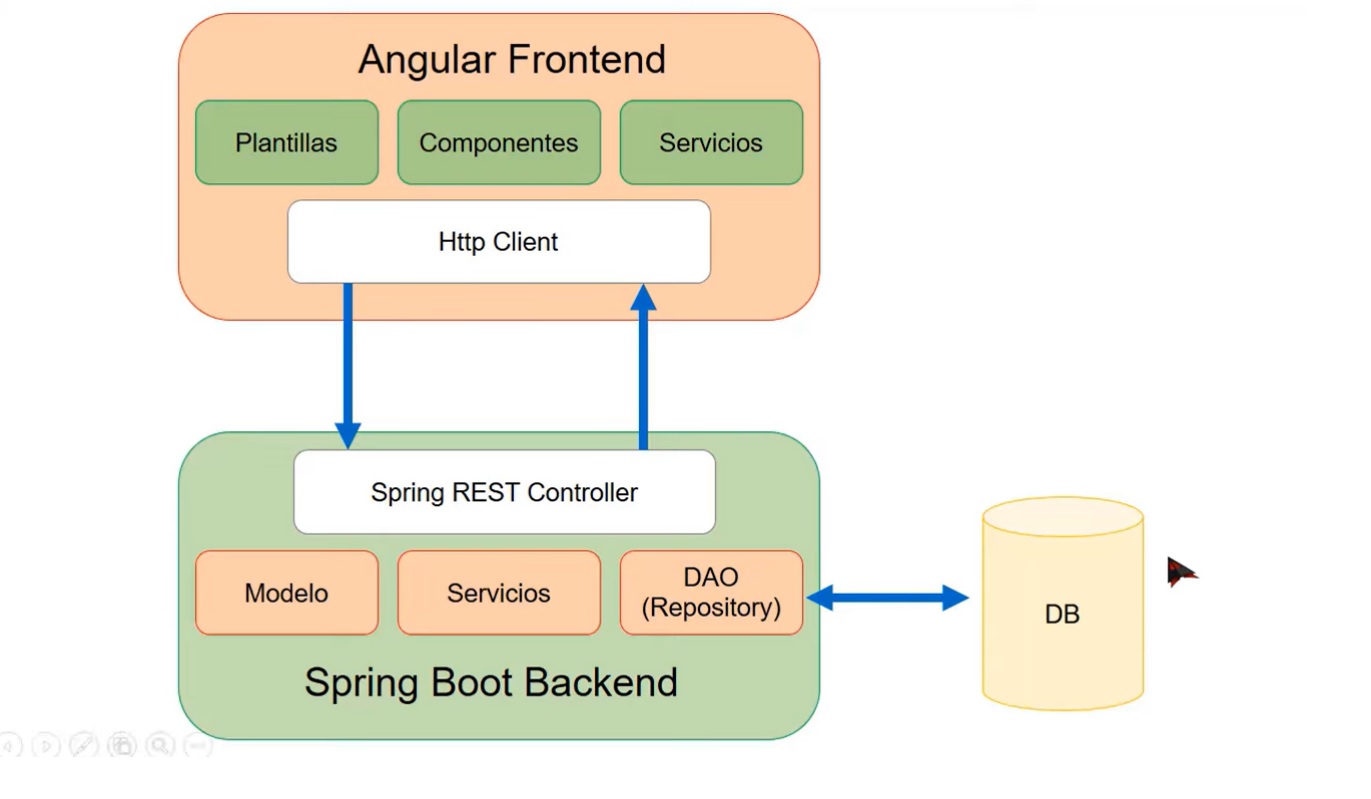 Angular Frontend
Plantillas
Componentes
Servicios
Http Client
Spring REST Controller
Modelo
Servicios
DAO
(Repository)
DB
Spring Boot Backend